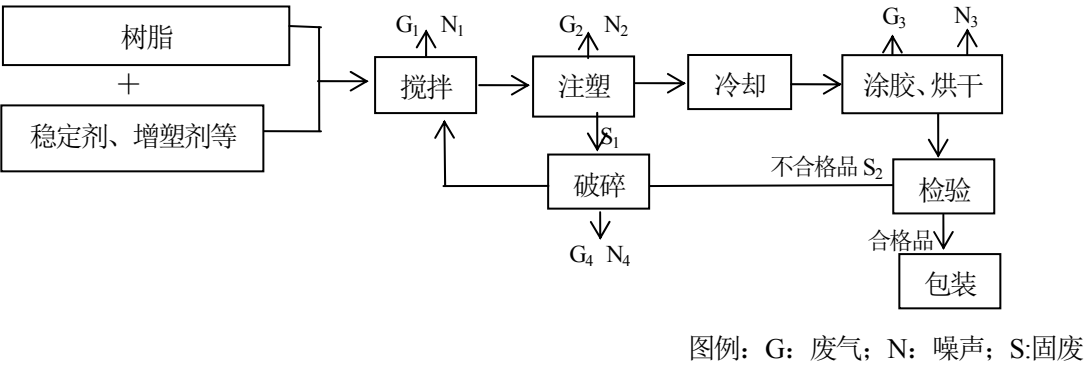 树脂
+
稳定剂、增塑剂等
G₁ N₁
搅拌
G₂ N₂
注塑
冷却
G₃ N₃
涂胶、烘干
S₁
破碎
G₄ N₄
不合格品 S₂
检验
合格品
包装
图例：G：废气；N：噪声；S:固废